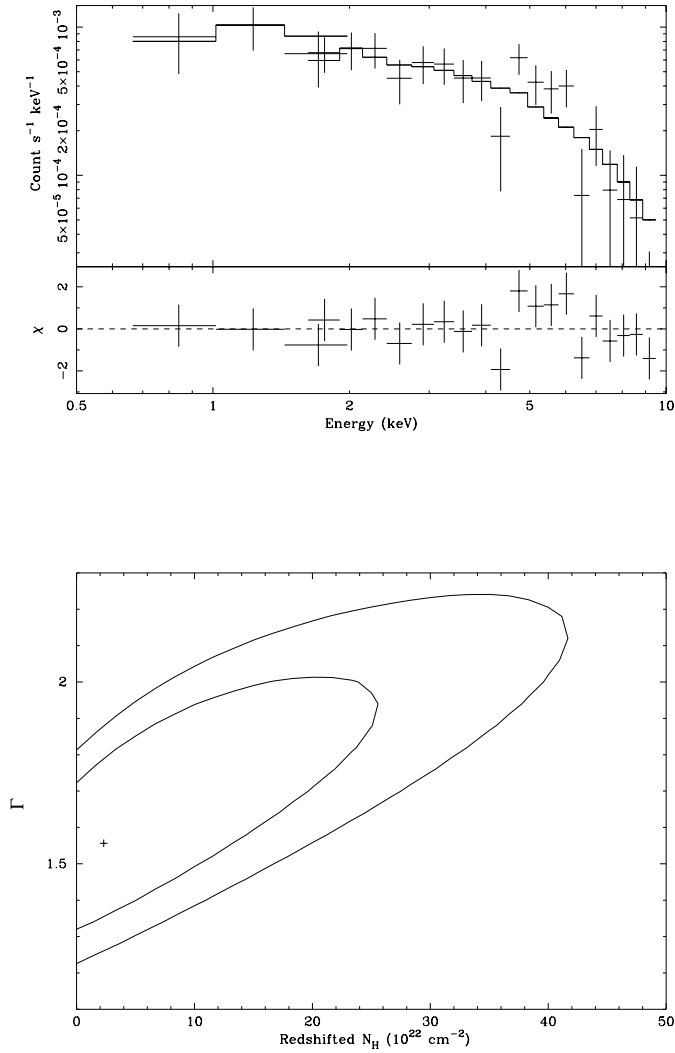 10⁻³
5×10⁻⁴
2×10⁻⁴
10⁻⁴
5×10⁻⁵
Count s⁻¹ keV⁻¹
2
0
−2
χ
0.5 1 2 5 10
Energy (keV)
2
1.5
Γ
0 10 20 30 40 50
Redshifted N_H (10²² cm⁻²)